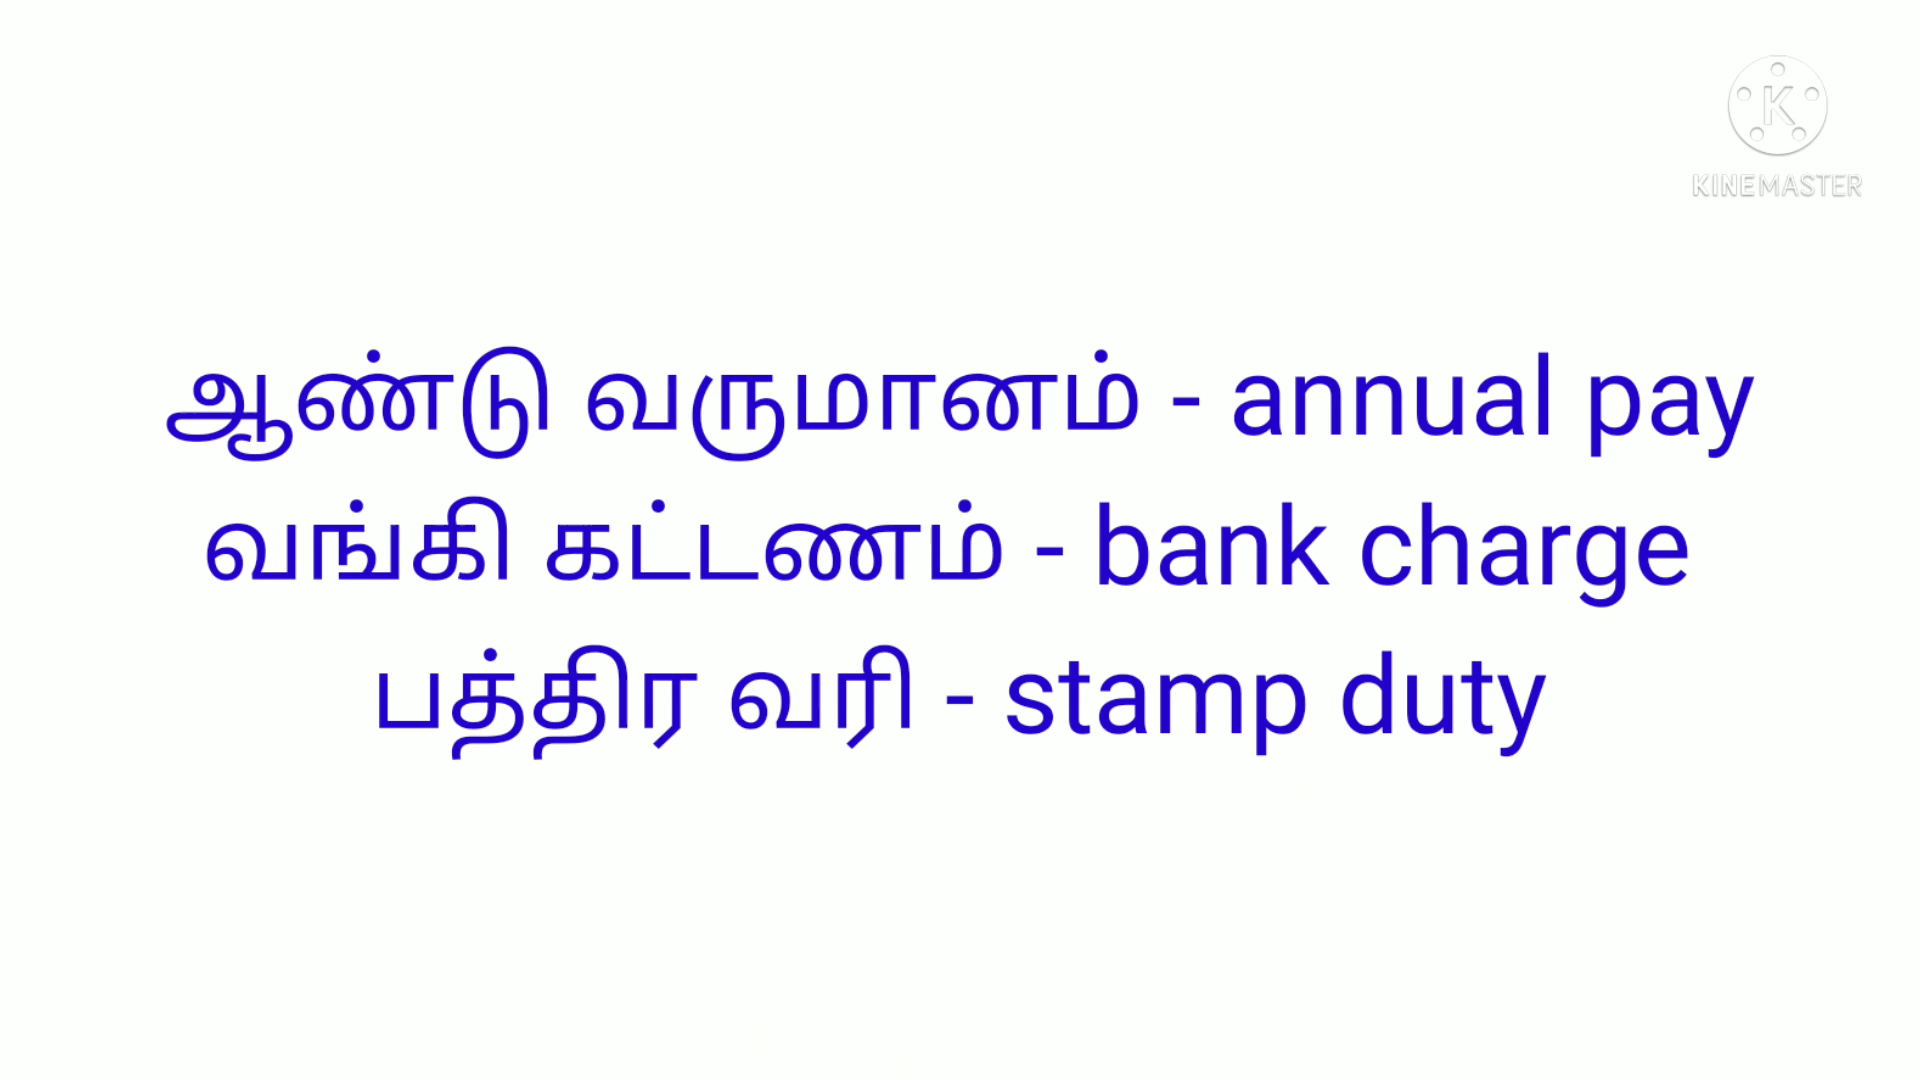 KINEMASTER
ஆண்டு வருமானம் - annual pay
வங்கி கட்டணம் - bank charge
பத்திர வரி - stamp duty